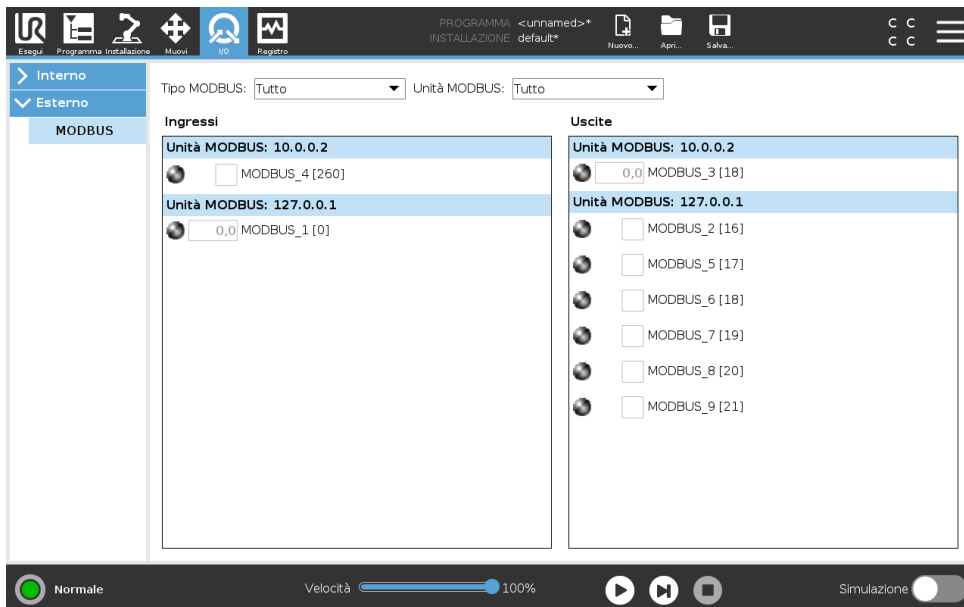 UR
Esegui Programma Installazione Muovi I/O Registro
PROGRAMMA <unnamed>*
INSTALLAZIONE default*
Nuovo... Apri... Salva...
C C
C C
Interno
Esterno
MODBUS
Tipo MODBUS: Tutto Unità MODBUS: Tutto
Ingressi
Unità MODBUS: 10.0.0.2
MODBUS_4 [260]
Unità MODBUS: 127.0.0.1
0,0 MODBUS_1 [0]
Uscite
Unità MODBUS: 10.0.0.2
0,0 MODBUS_3 [18]
Unità MODBUS: 127.0.0.1
MODBUS_2 [16]
MODBUS_5 [17]
MODBUS_6 [18]
MODBUS_7 [19]
MODBUS_8 [20]
MODBUS_9 [21]
Normale Velocità 100% Simulazione